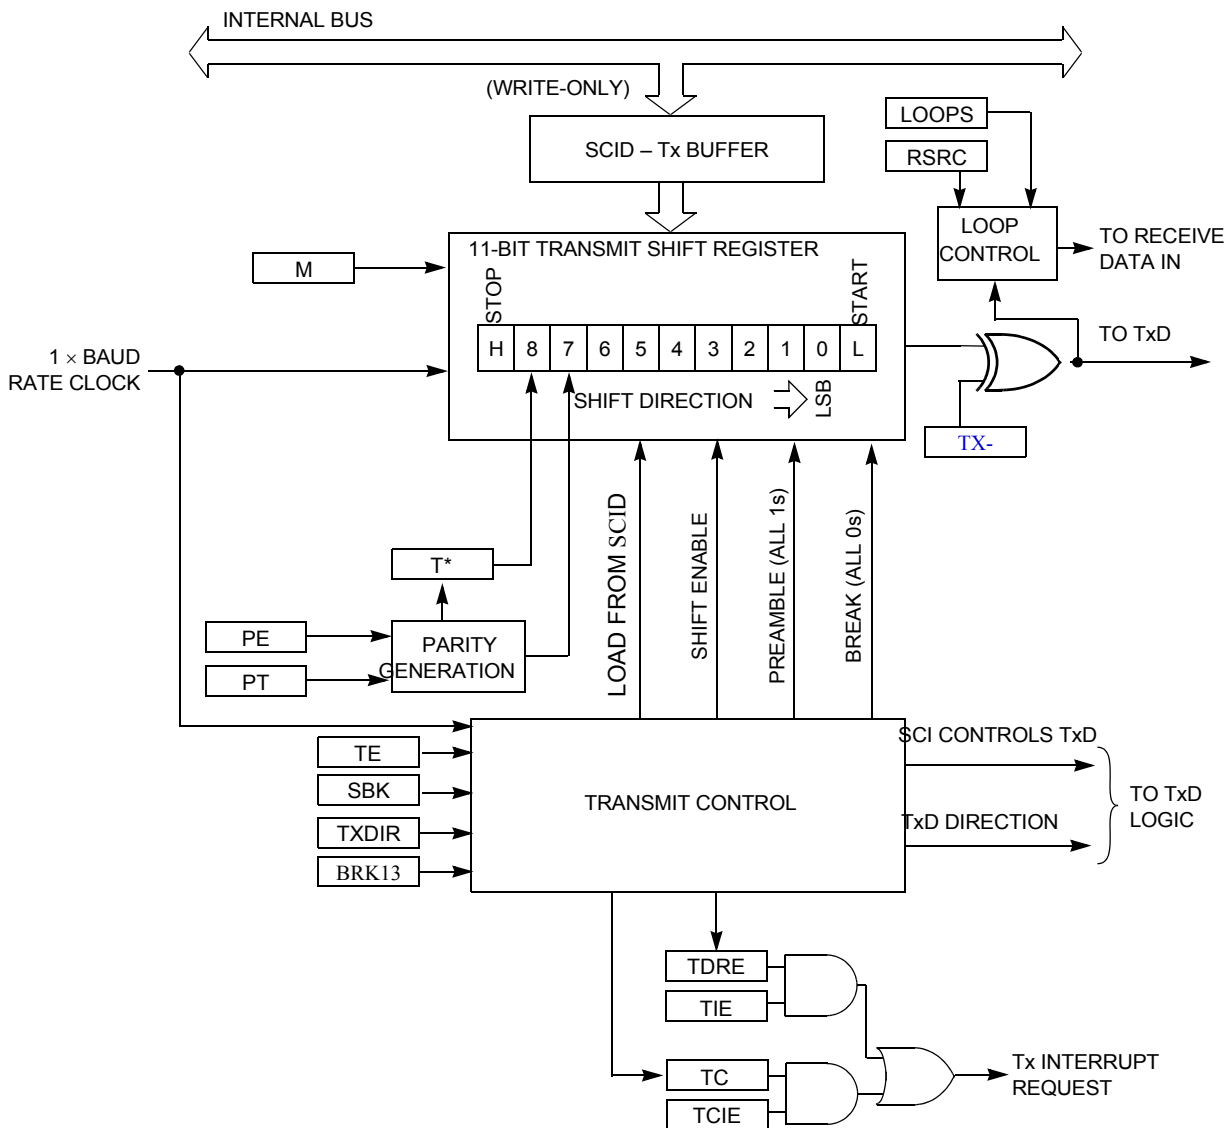 INTERNAL BUS
(WRITE-ONLY)
LOOPS
SCID – Tx BUFFER
RSRC
11-BIT TRANSMIT SHIFT REGISTER
LOOP
CONTROL
TO RECEIVE
DATA IN
M
STOP
START
H 8 7 6 5 4 3 2 1 0 L
TO TxD
1 × BAUD
RATE CLOCK
SHIFT DIRECTION
LSB
TX-
LOAD FROM SCID
SHIFT ENABLE
PREAMBLE (ALL 1s)
BREAK (ALL 0s)
T*
PE
PARITY
GENERATION
PT
SCI CONTROLS TxD
TE
SBK
TRANSMIT CONTROL
TO TxD
LOGIC
TXDIR
TxD DIRECTION
BRK13
TDRE
TIE
TC
Tx INTERRUPT
REQUEST
TCIE